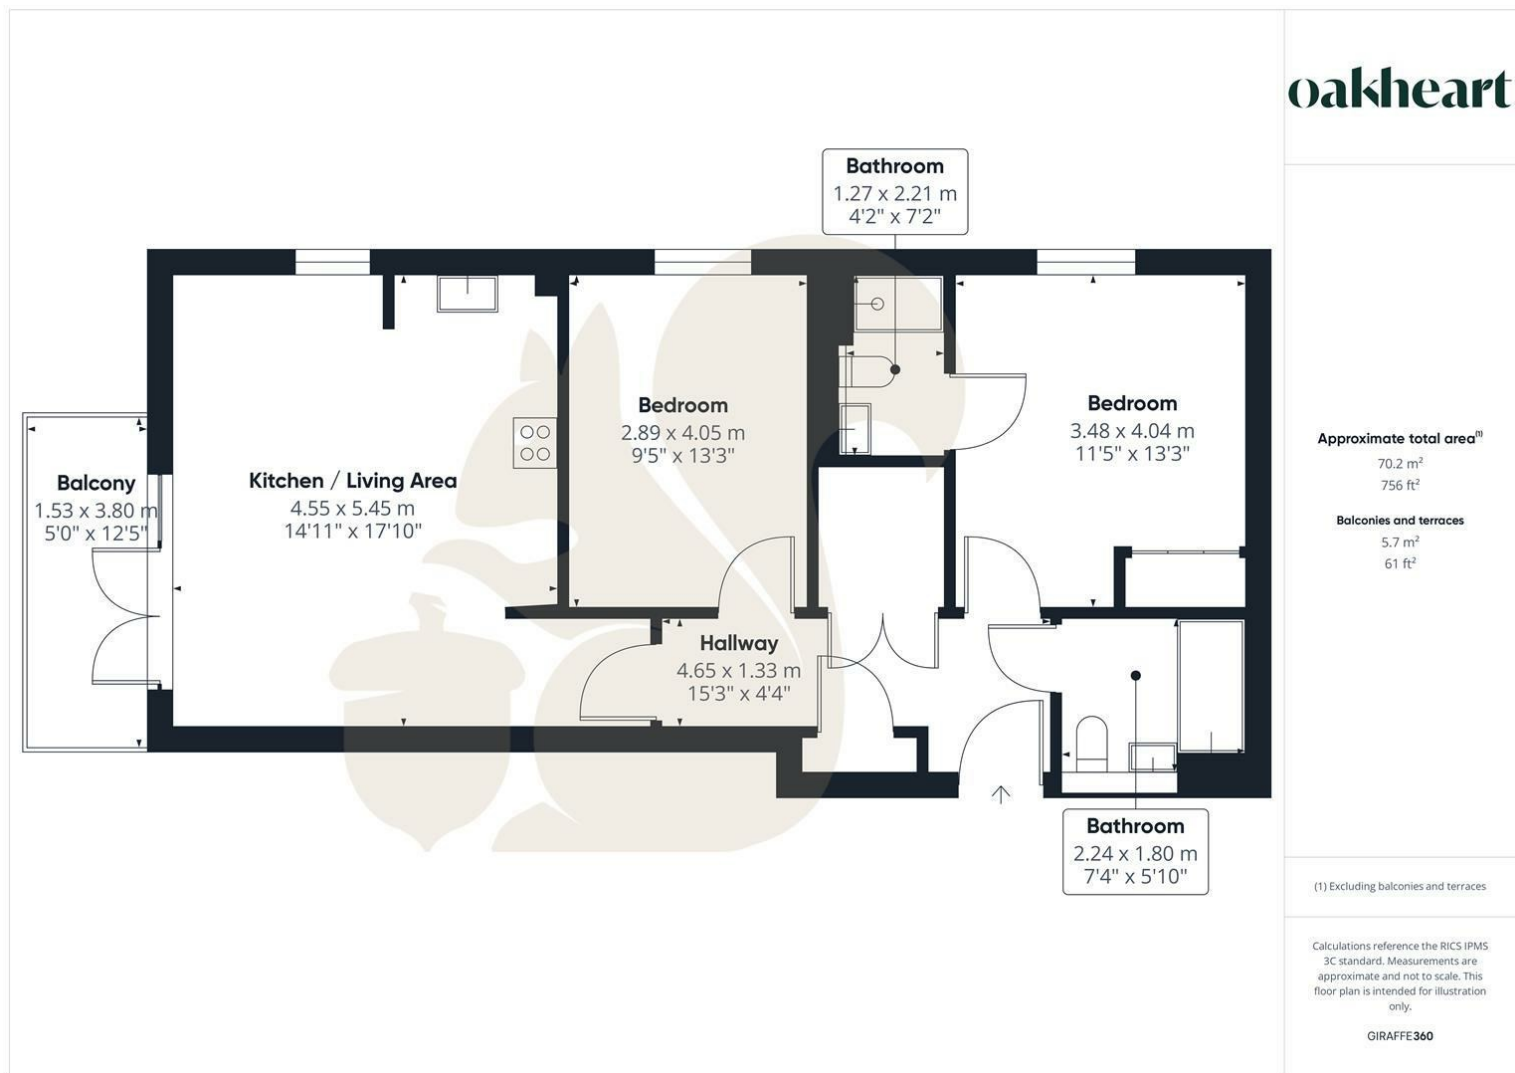 oakheart
Bathroom
1.27 x 2.21 m
4'2" x 7'2"
Bedroom
2.89 x 4.05 m
9'5" x 13'3"
Bedroom
3.48 x 4.04 m
11'5" x 13'3"
Balcony
1.53 x 3.80 m
5'0" x 12'5"
Kitchen / Living Area
4.55 x 5.45 m
14'11" x 17'10"
Hallway
4.65 x 1.33 m
15'3" x 4'4"
Bathroom
2.24 x 1.80 m
7'4" x 5'10"
Approximate total area(1)
70.2 m²
756 ft²
Balconies and terraces
5.7 m²
61 ft²
(1) Excluding balconies and terraces
Calculations reference the RICS IPMS
3C standard. Measurements are
approximate and not to scale. This
floor plan is intended for illustration
only.
GIRAFFE360